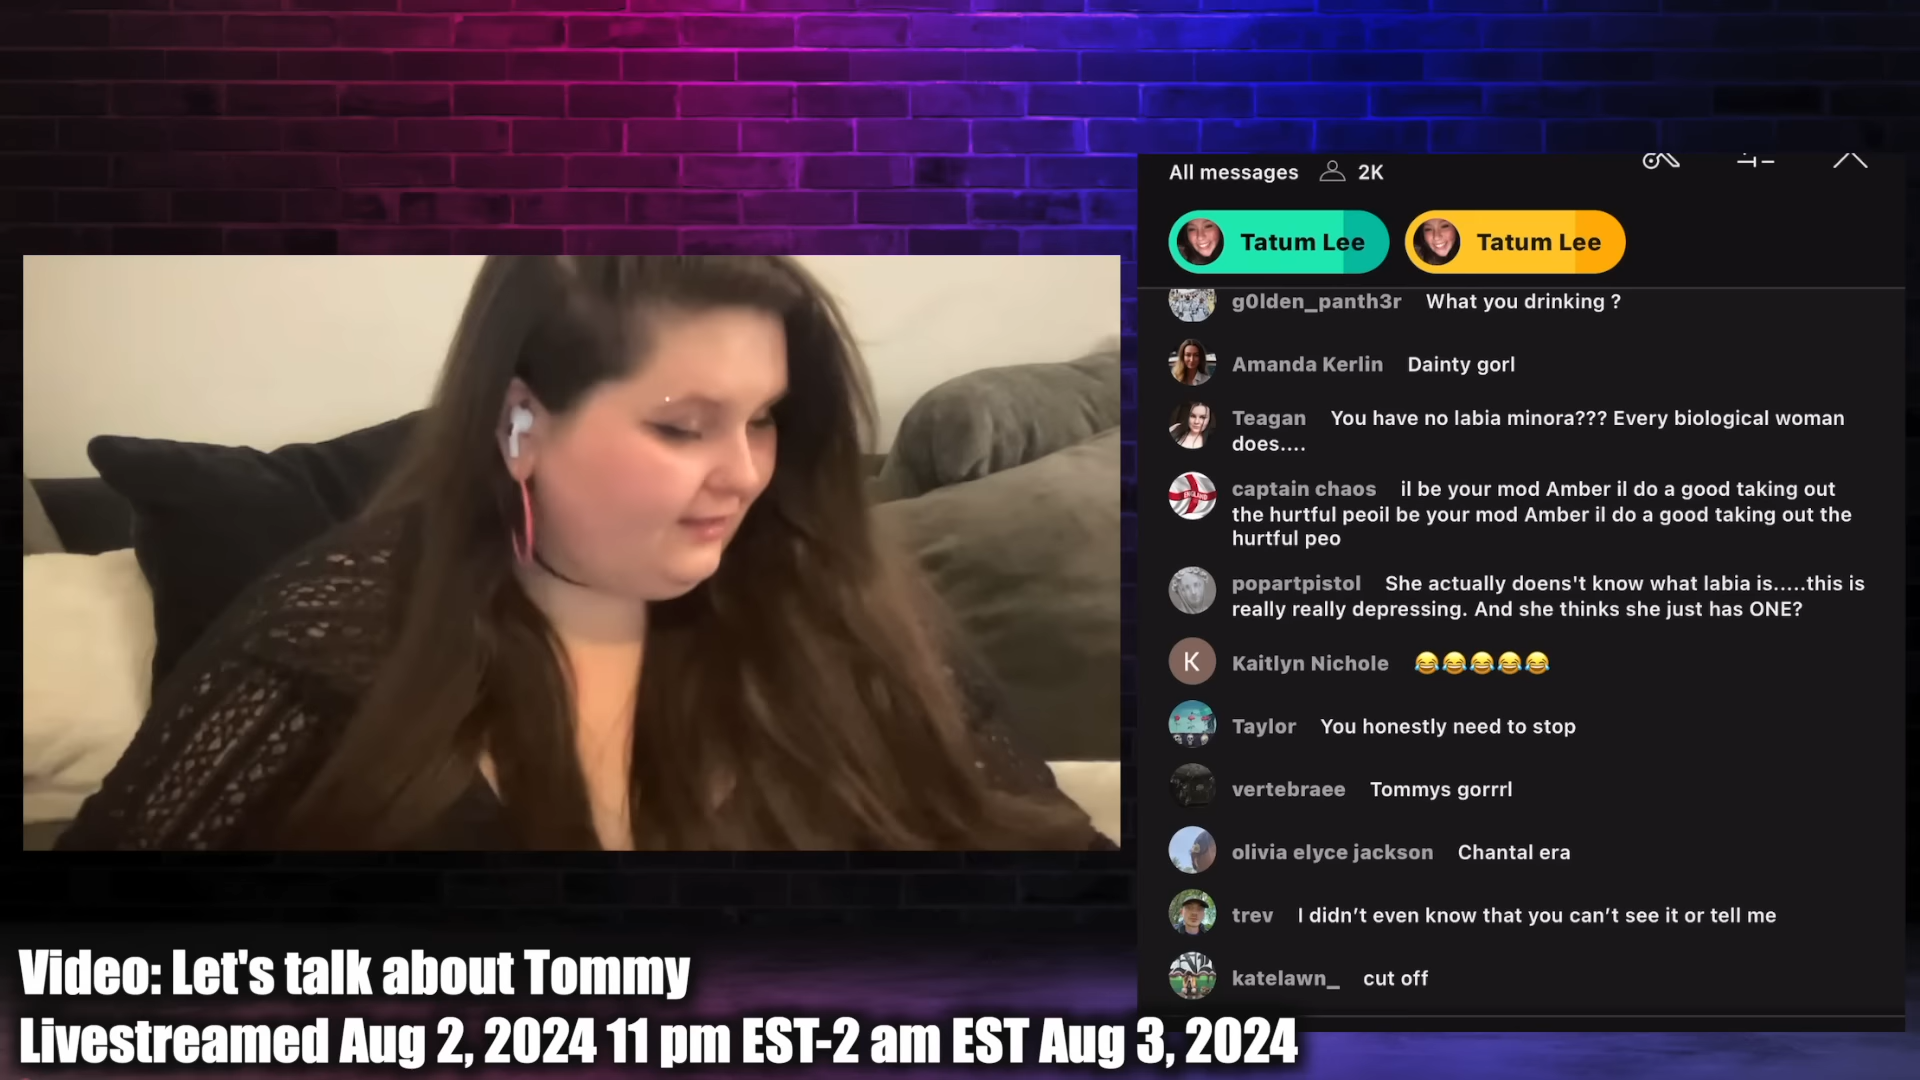 All messages 2K
Tatum Lee Tatum Lee
g0lden_panth3r What you drinking ?
Amanda Kerlin Dainty gorl
Teagan You have no labia minora??? Every biological woman
does....
ENGLAND
captain chaos il be your mod Amber il do a good taking out
the hurtful peoil be your mod Amber il do a good taking out the
hurtful peo
popartpistol She actually doens't know what labia is.....this is
really really depressing. And she thinks she just has ONE?
K
Kaitlyn Nichole 😂😂😂😂😂
Taylor You honestly need to stop
vertebraee Tommys gorrrl
olivia elyce jackson Chantal era
trev I didn’t even know that you can’t see it or tell me
katelawn_ cut off
Video: Let's talk about Tommy
Livestreamed Aug 2, 2024 11 pm EST-2 am EST Aug 3, 2024